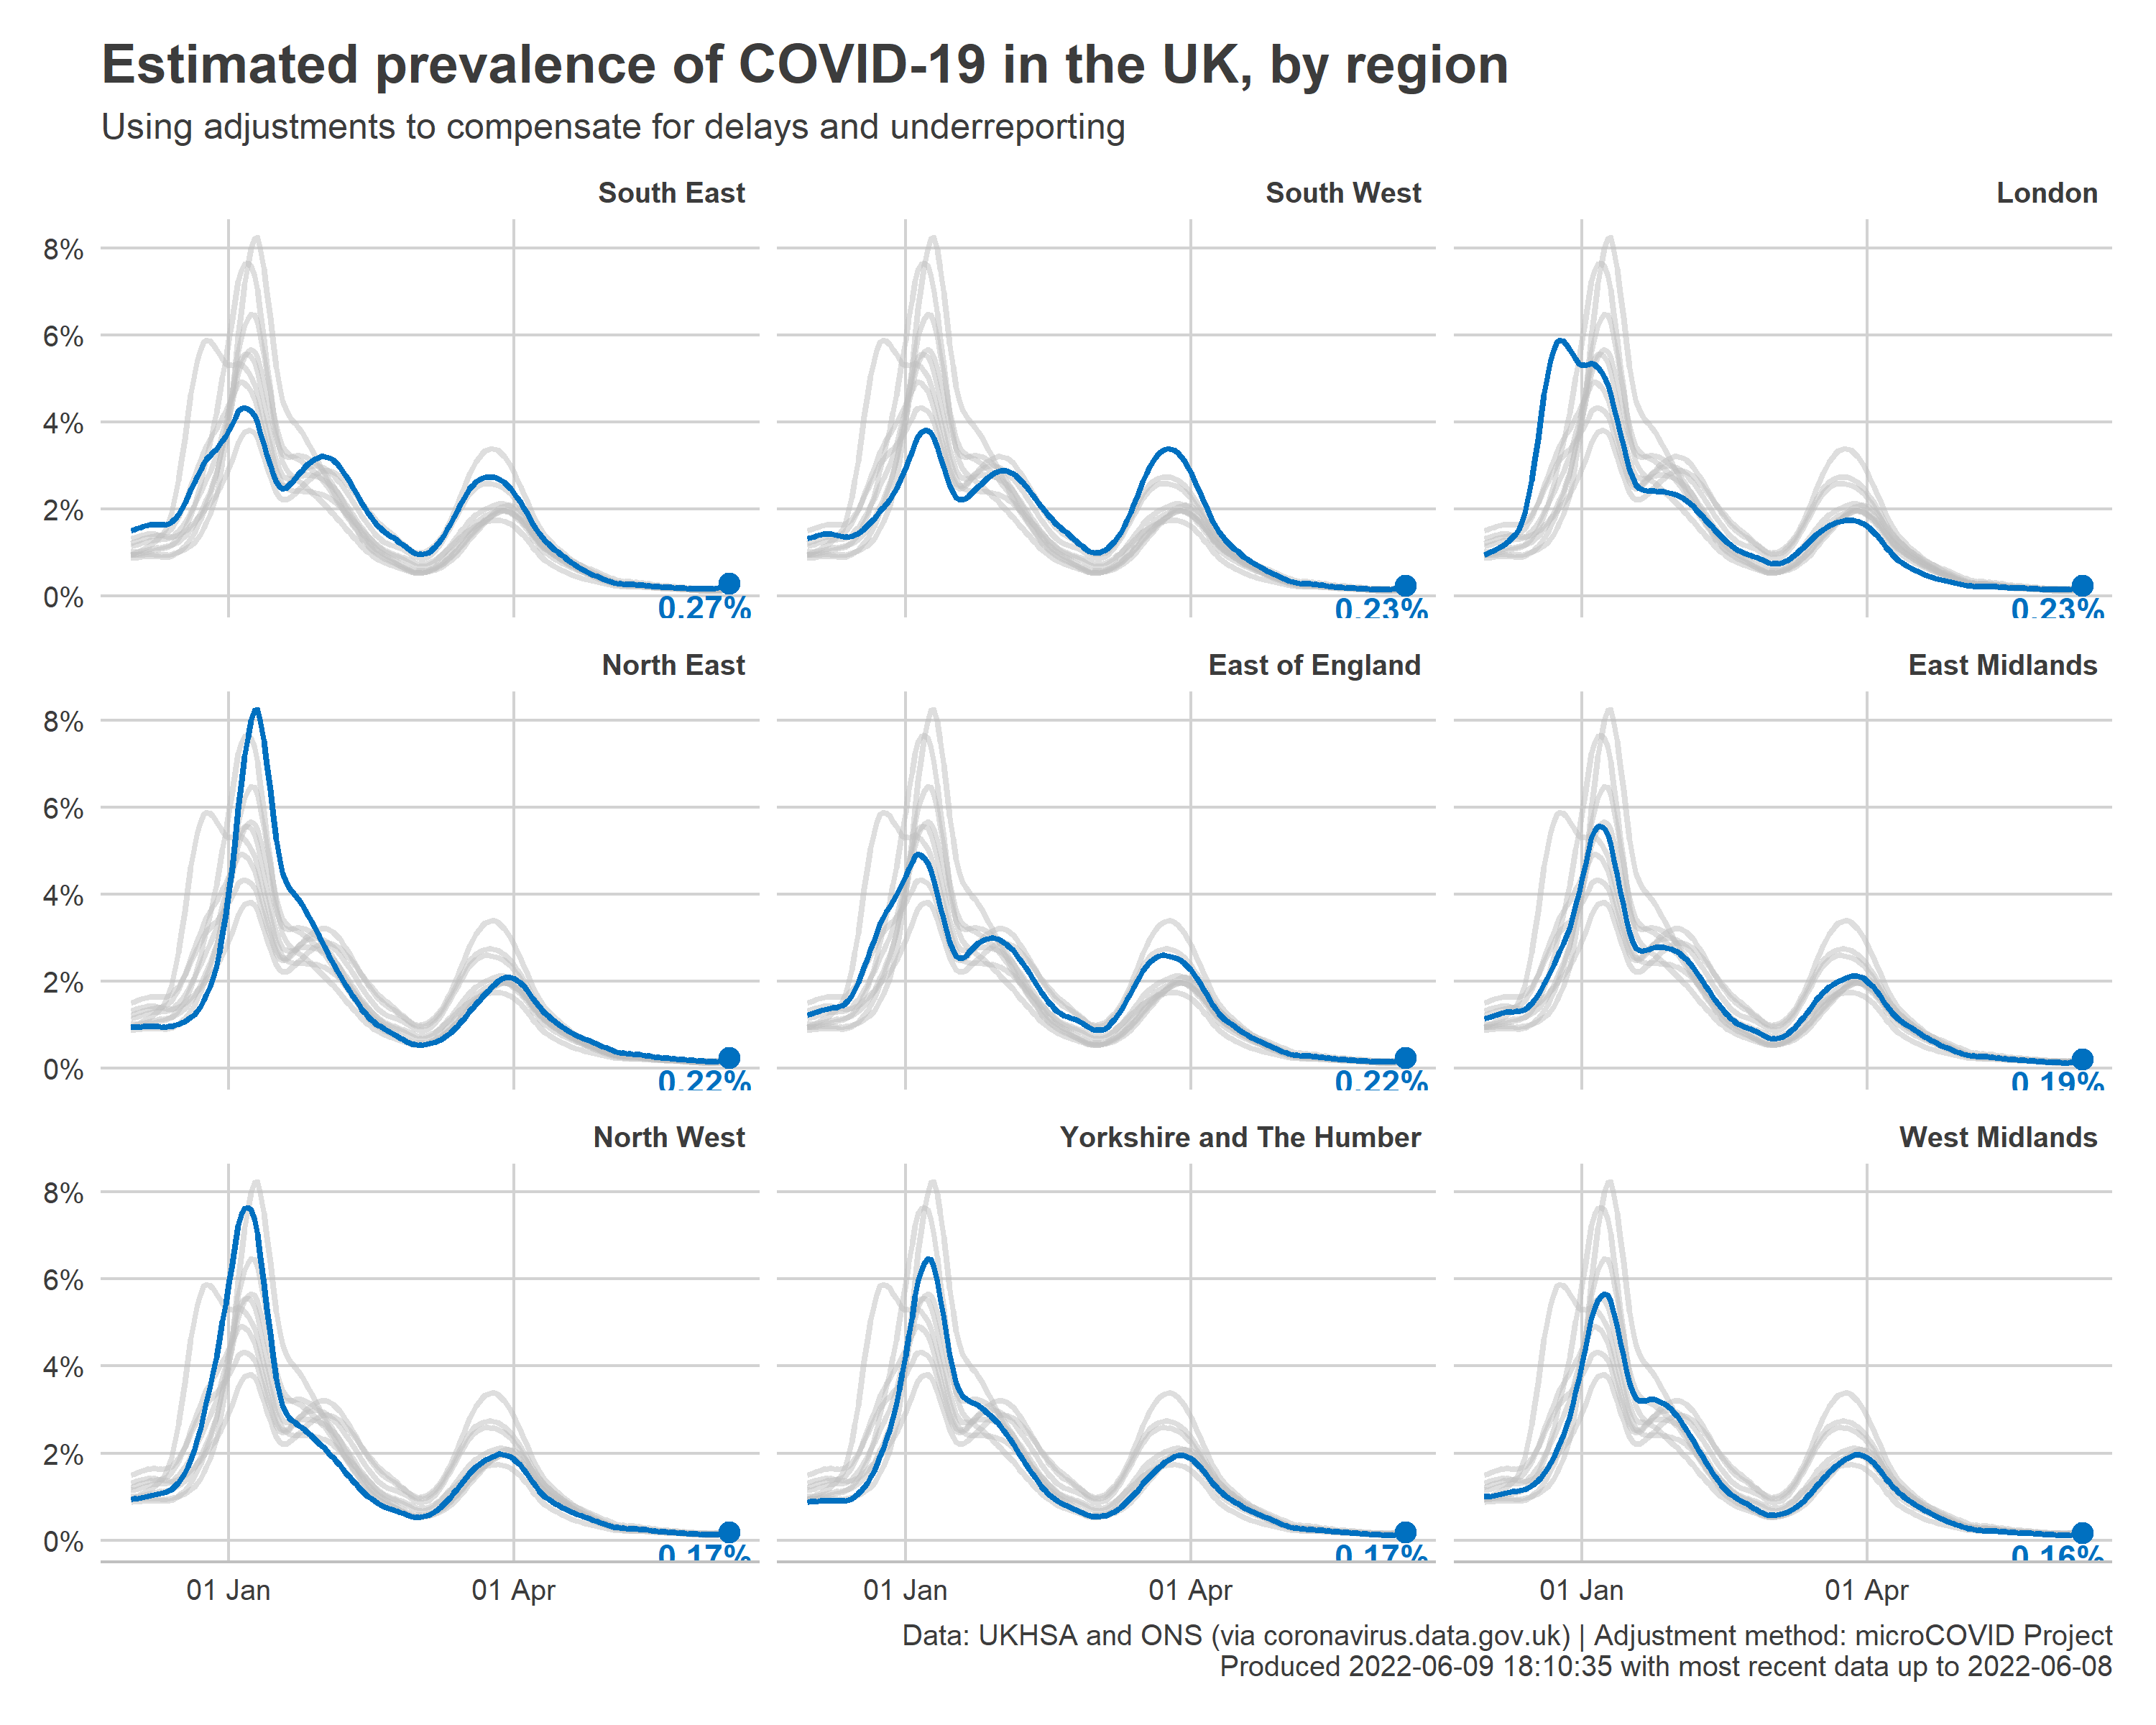 Estimated prevalence of COVID-19 in the UK, by region
Using adjustments to compensate for delays and underreporting
South East
South West
London
8%
6%
4%
2%
0%
0.27%
0.23%
0.23%
North East
East of England
East Midlands
8%
6%
4%
2%
0%
0.22%
0.22%
0.19%
North West
Yorkshire and The Humber
West Midlands
8%
6%
4%
2%
0%
0.17%
0.17%
0.16%
01 Jan
01 Apr
01 Jan
01 Apr
01 Jan
01 Apr
Data: UKHSA and ONS (via coronavirus.data.gov.uk) | Adjustment method: microCOVID Project
Produced 2022-06-09 18:10:35 with most recent data up to 2022-06-08